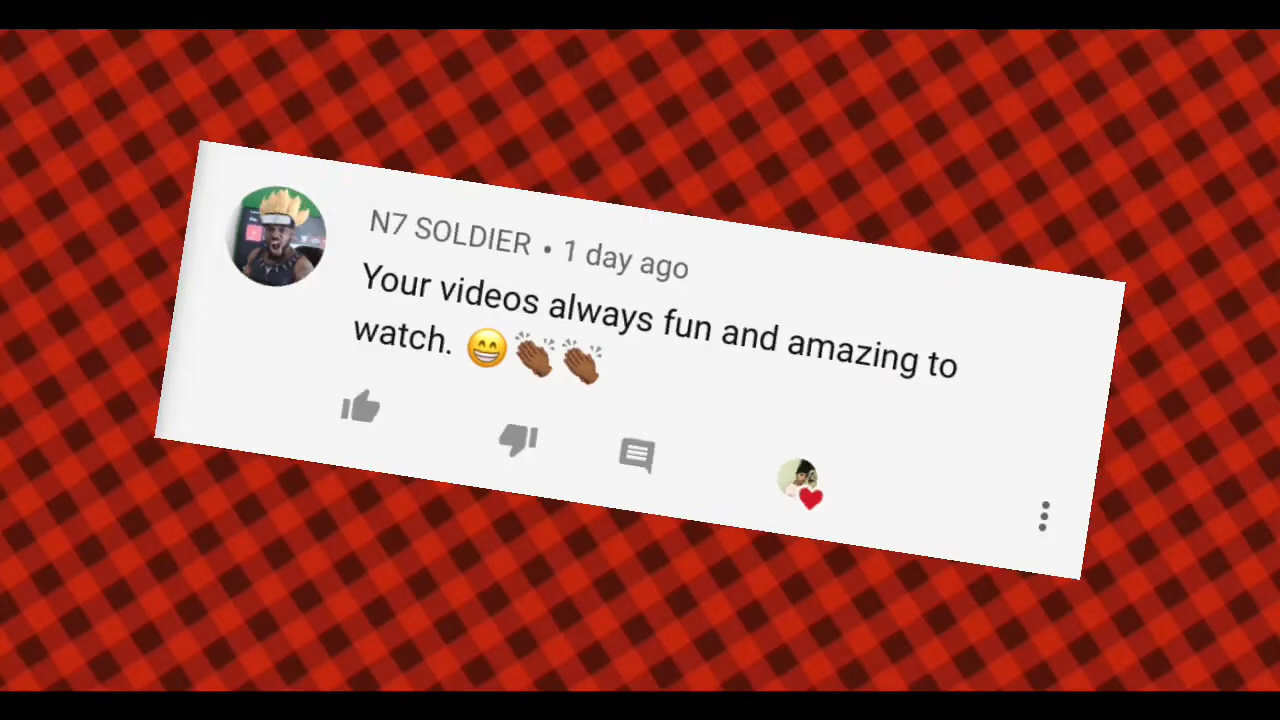 N7 SOLDIER • 1 day ago
Your videos always fun and amazing to
watch. 😁👏🏾👏🏾